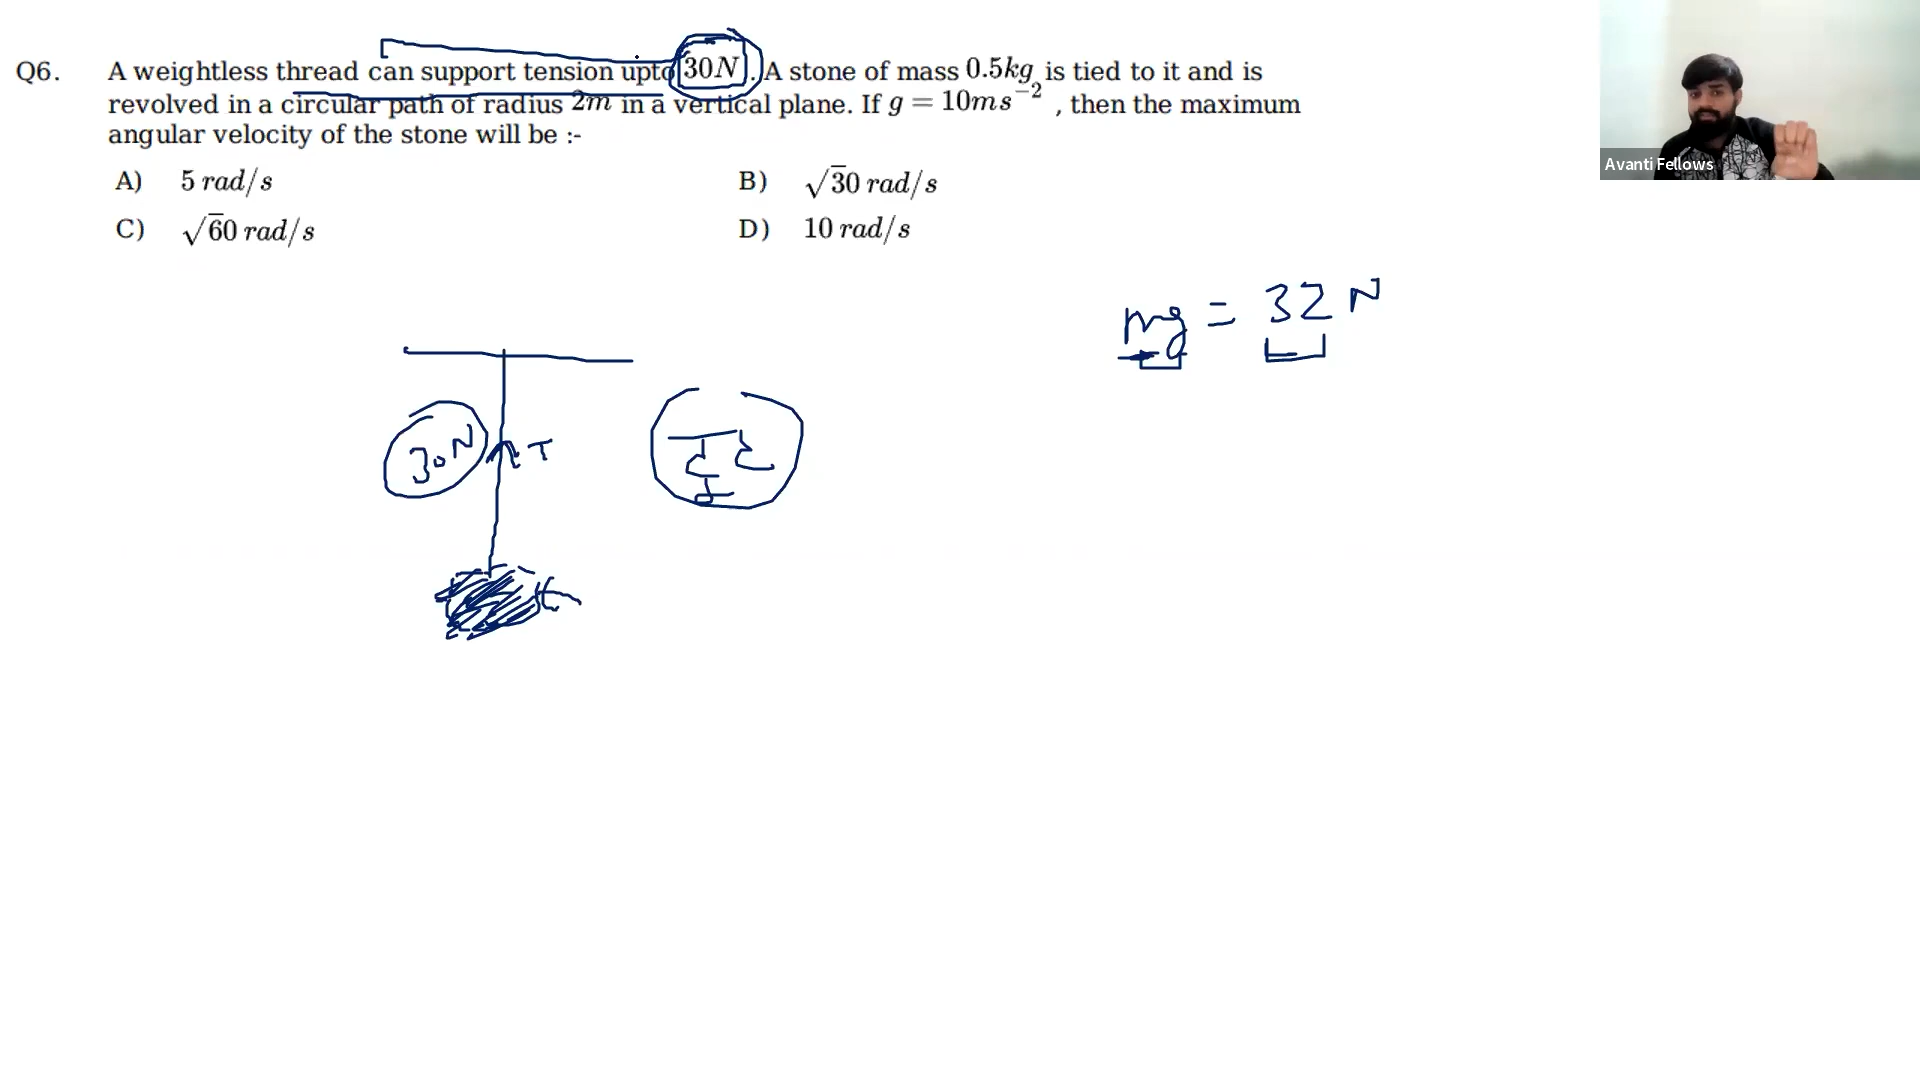 Q6. A weightless thread can support tension upto 30N . A stone of mass 0.5kg is tied to it and is
revolved in a circular path of radius 2m in a vertical plane. If g = 10ms⁻² , then the maximum
angular velocity of the stone will be :-
A) 5 rad/s B) √30 rad/s
C) √60 rad/s D) 10 rad/s
Avanti Fellows
mg = 32 N
30N T